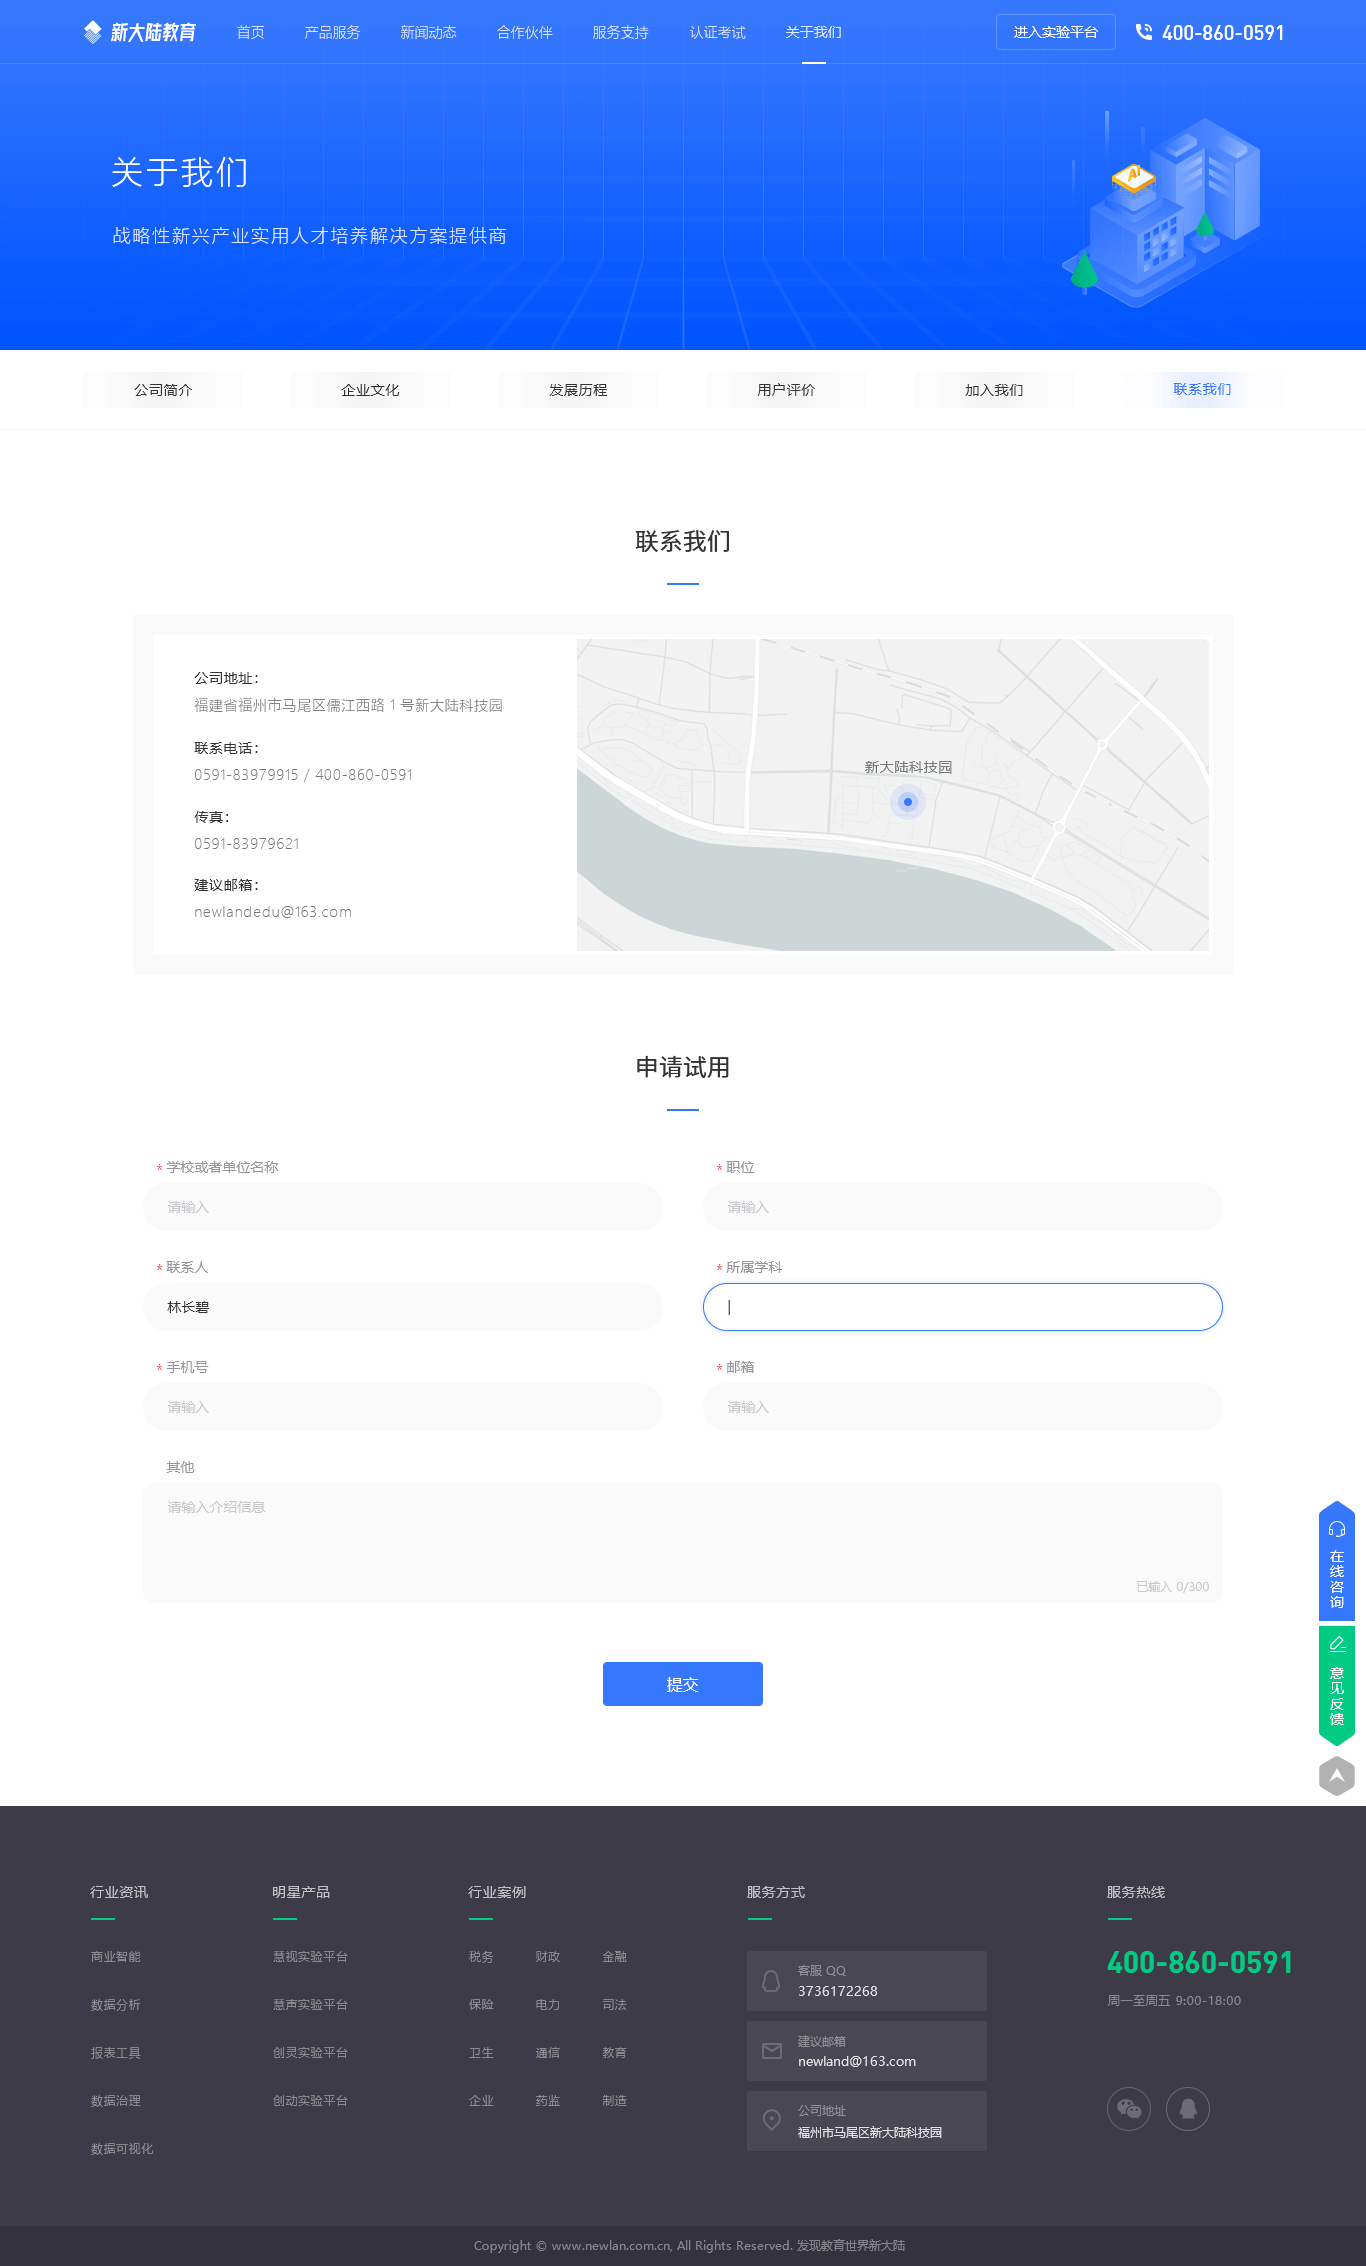 新大陆教育 首页 产品服务 新闻动态 合作伙伴 服务支持 认证考试 关于我们 进入实验平台 400-860-0591
关于我们
战略性新兴产业实用人才培养解决方案提供商
公司简介 企业文化 发展历程 用户评价 加入我们 联系我们
联系我们
公司地址：
福建省福州市马尾区儒江西路 1 号新大陆科技园
联系电话：
0591-83979915 / 400-860-0591
传真：
0591-83979621
建议邮箱：
newlandedu@163.com
新大陆科技园
申请试用
* 学校或者单位名称 * 职位
请输入 请输入
* 联系人 * 所属学科
林长碧
* 手机号 * 邮箱
请输入 请输入
其他
请输入介绍信息
已输入 0/300
提交
在线咨询
意见反馈
AI
行业资讯 明星产品 行业案例 服务方式 服务热线
商业智能 慧视实验平台 税务 财政 金融
数据分析 慧声实验平台 保险 电力 司法
报表工具 创灵实验平台 卫生 通信 教育
数据治理 创动实验平台 企业 药监 制造
数据可视化
客服 QQ
3736172268
建议邮箱
newland@163.com
公司地址
福州市马尾区新大陆科技园
400-860-0591
周一至周五 9:00-18:00
Copyright © www.newlan.com.cn, All Rights Reserved. 发现教育世界新大陆